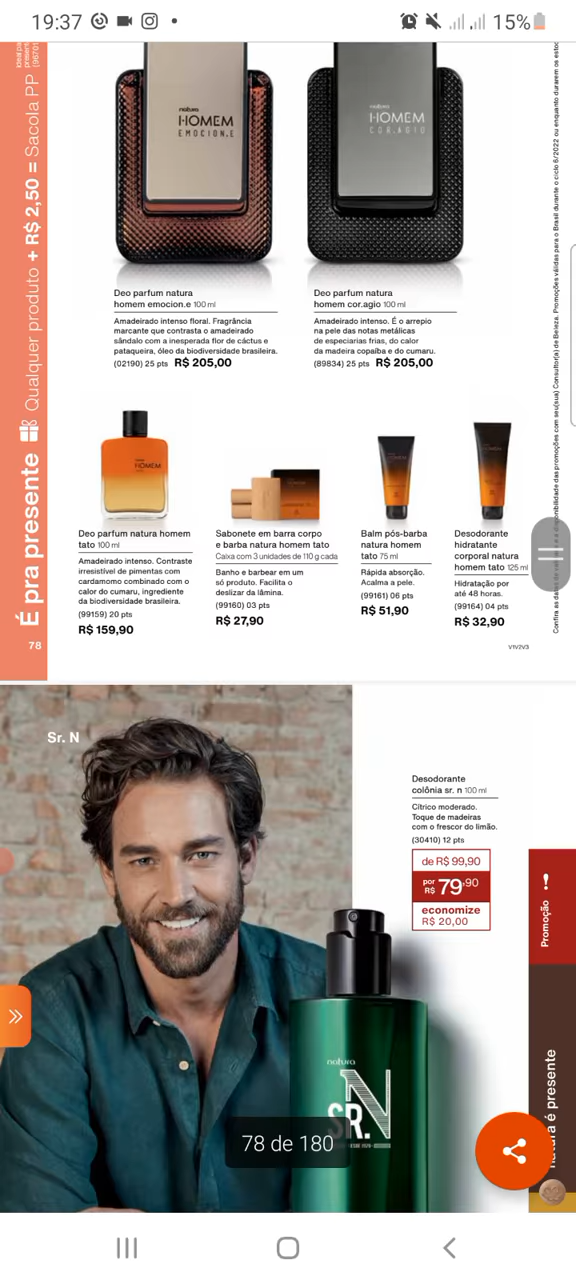 19:37
15%
É pra presente Qualquer produto + R$ 2,50 = Sacola PP
78
natura
HOMEM
EMOCION.E
natura
HOMEM
COR.AGIO
Deo parfum natura
homem emocion.e 100 ml
Amadeirado intenso floral. Fragrância
marcante que contrasta o amadeirado
sândalo com a inesperada flor de cáctus e
pataqueira, óleo da biodiversidade brasileira.
(02190) 25 pts R$ 205,00
Deo parfum natura
homem cor.agio 100 ml
Amadeirado intenso. É o arrepio
na pele das notas metálicas
de especiarias frias, do calor
da madeira copaíba e do cumaru.
(89834) 25 pts R$ 205,00
HOMEM
Deo parfum natura homem
tato 100 ml
Amadeirado intenso. Contraste
irresistível de pimentas com
cardamomo combinado com o
calor do cumaru, ingrediente
da biodiversidade brasileira.
(99159) 20 pts
R$ 159,90
Sabonete em barra corpo
e barba natura homem tato
Caixa com 3 unidades de 110 g cada
Banho e barbear em um
só produto. Facilita o
deslizar da lâmina.
(99160) 03 pts
R$ 27,90
HOMEM
Balm pós-barba
natura homem
tato 75 ml
Rápida absorção.
Acalma a pele.
(99161) 06 pts
R$ 51,90
HOMEM
Desodorante
hidratante
corporal natura
homem tato 125 ml
Hidratação por
até 48 horas.
(99164) 04 pts
R$ 32,90
V1V2V3
Sr. N
Desodorante
colônia sr. n 100 ml
Cítrico moderado.
Toque de madeiras
com o frescor do limão.
(30410) 12 pts
de R$ 99,90
por R$ 79,90
economize
R$ 20,00
Promoção
natura é presente
natura
SR. N
78 de 180